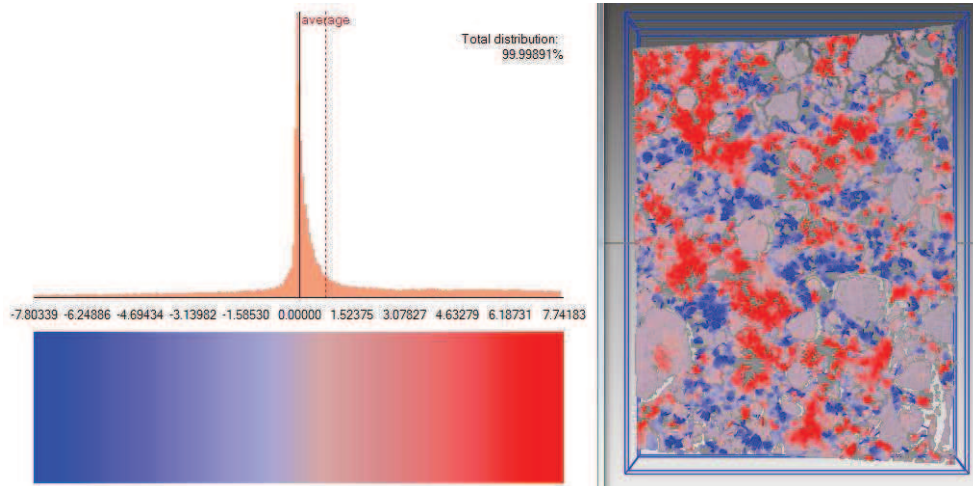 average
Total distribution:
99.99891%
-7.80339 -6.24886 -4.69434 -3.13982 -1.58530 0.00000 1.52375 3.07827 4.63279 6.18731 7.74183